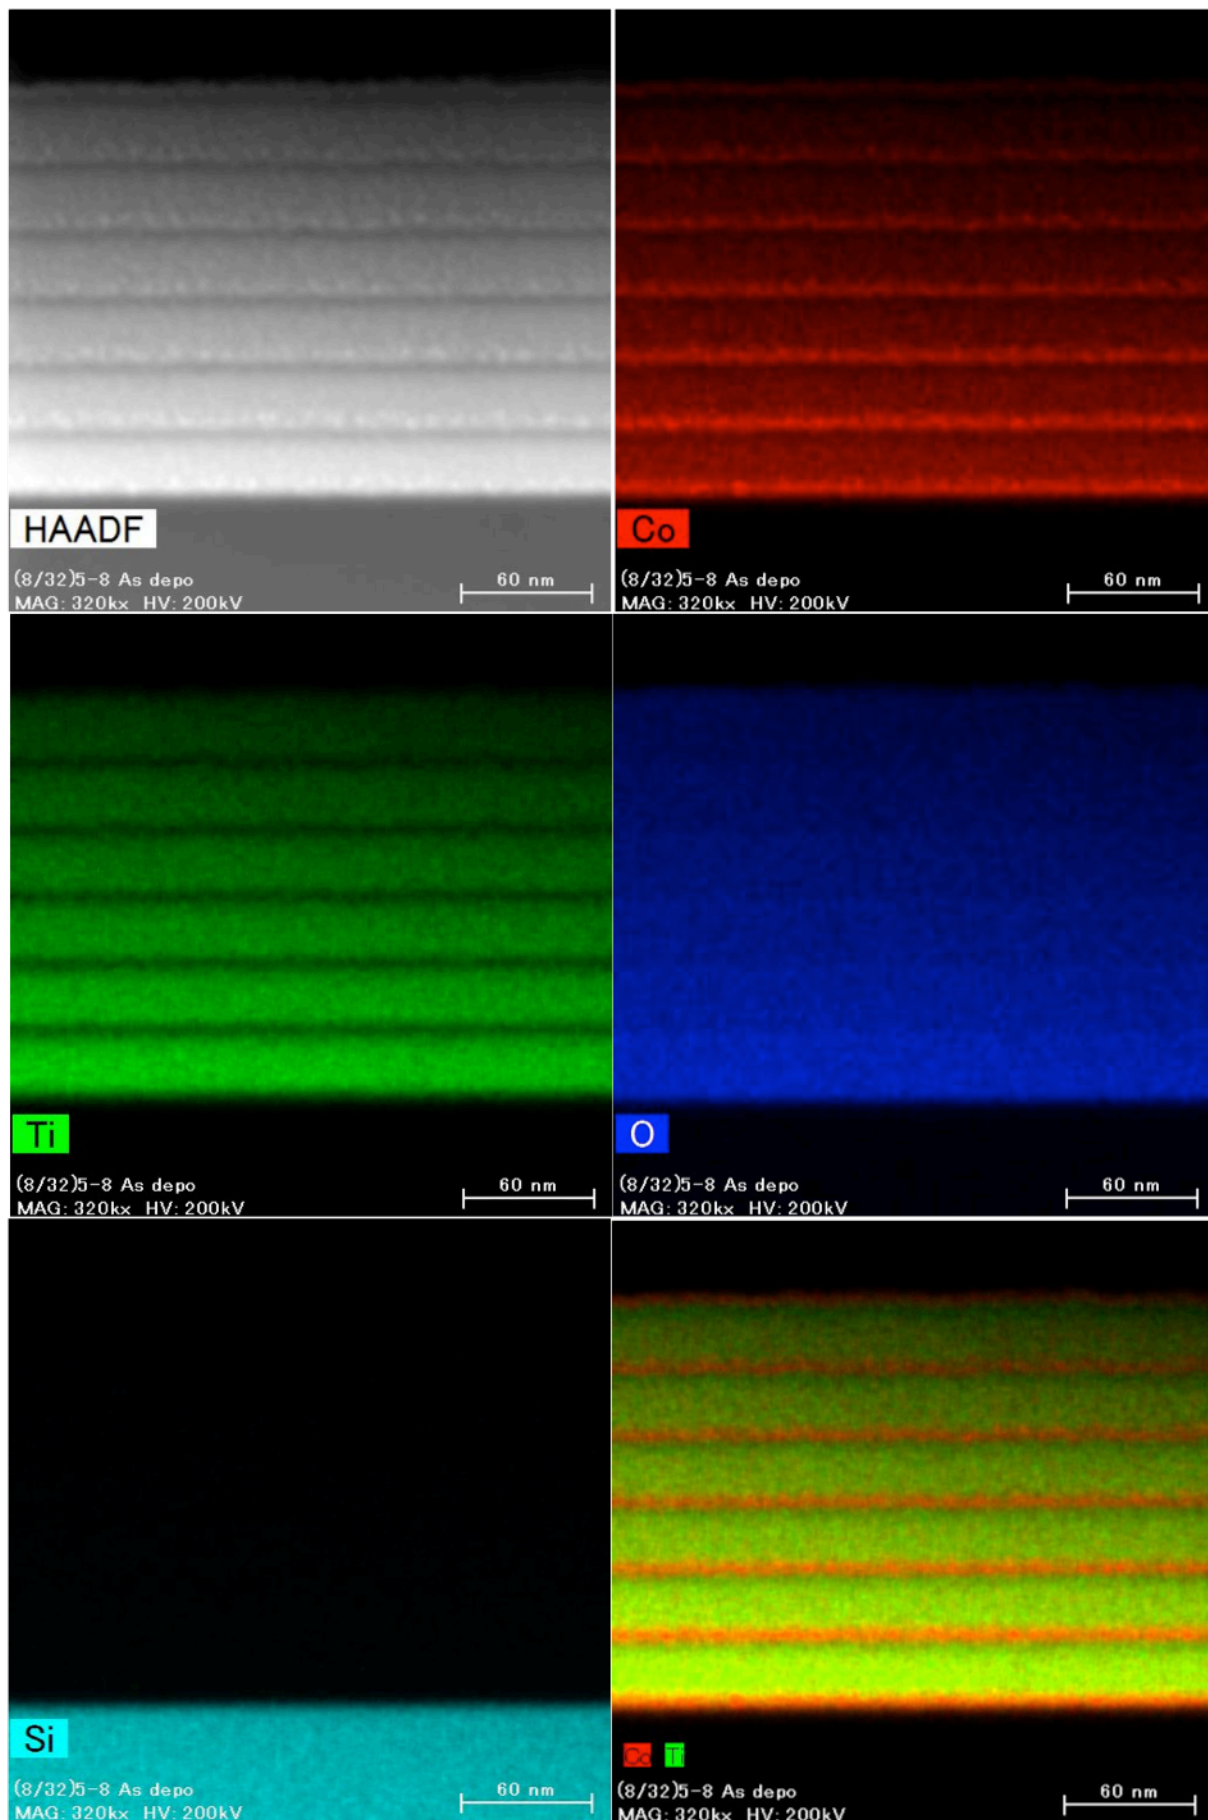 HAADF
(8/32)5-8 As depo
MAG: 320kx HV: 200kV
60 nm
Co
(8/32)5-8 As depo
MAG: 320kx HV: 200kV
60 nm
Ti
(8/32)5-8 As depo
MAG: 320kx HV: 200kV
60 nm
O
(8/32)5-8 As depo
MAG: 320kx HV: 200kV
60 nm
Si
(8/32)5-8 As depo
MAG: 320kx HV: 200kV
60 nm
Co Ti
(8/32)5-8 As depo
MAG: 320kx HV: 200kV
60 nm